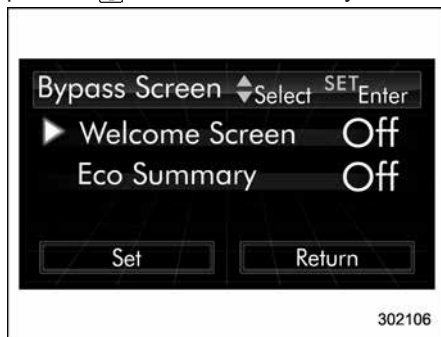 Bypass Screen Select SET Enter
Welcome Screen Off
Eco Summary Off
Set Return
302106